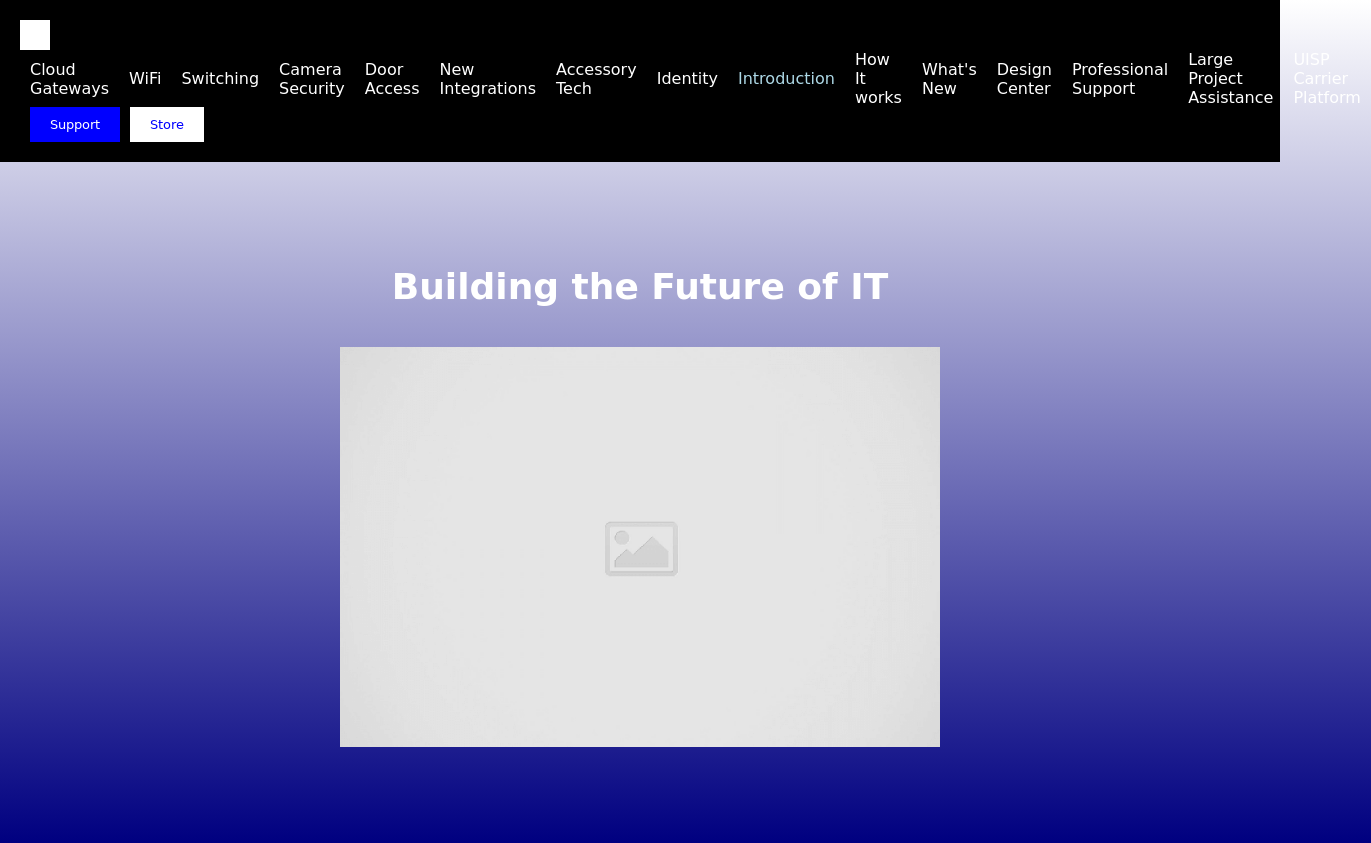 Cloud Gateways
WiFi
Switching
Camera Security
Door Access
New Integrations
Accessory Tech
Identity
Introduction
How It works
What's New
Design Center
Professional Support
Large Project Assistance
UISP Carrier Platform
Support
Store
Building the Future of IT